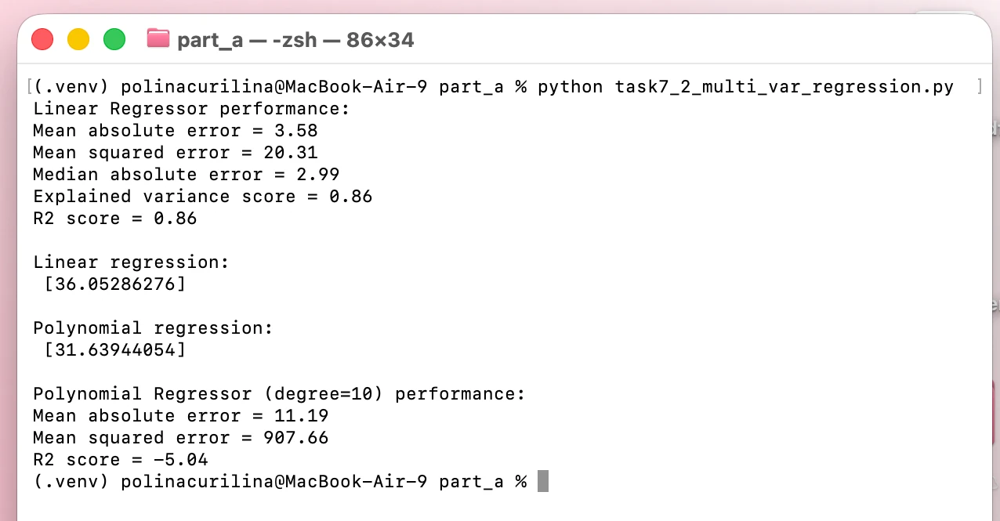 part_a — -zsh — 86×34
[(.venv) polinacurilina@MacBook-Air-9 part_a % python task7_2_multi_var_regression.py ]
Linear Regressor performance:
Mean absolute error = 3.58
Mean squared error = 20.31
Median absolute error = 2.99
Explained variance score = 0.86
R2 score = 0.86
Linear regression:
[36.05286276]
Polynomial regression:
[31.63944054]
Polynomial Regressor (degree=10) performance:
Mean absolute error = 11.19
Mean squared error = 907.66
R2 score = -5.04
(.venv) polinacurilina@MacBook-Air-9 part_a %